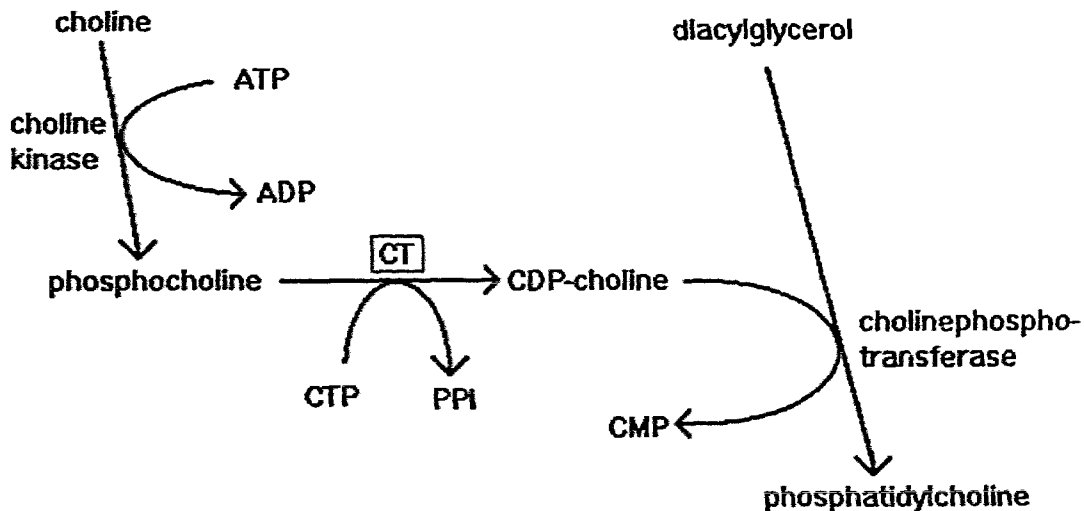 choline
diacylglycerol
ATP
choline
kinase
ADP
CT
phosphocholine
CDP-choline
cholinephospho-
transferase
CTP
PPi
CMP
phosphatidylcholine